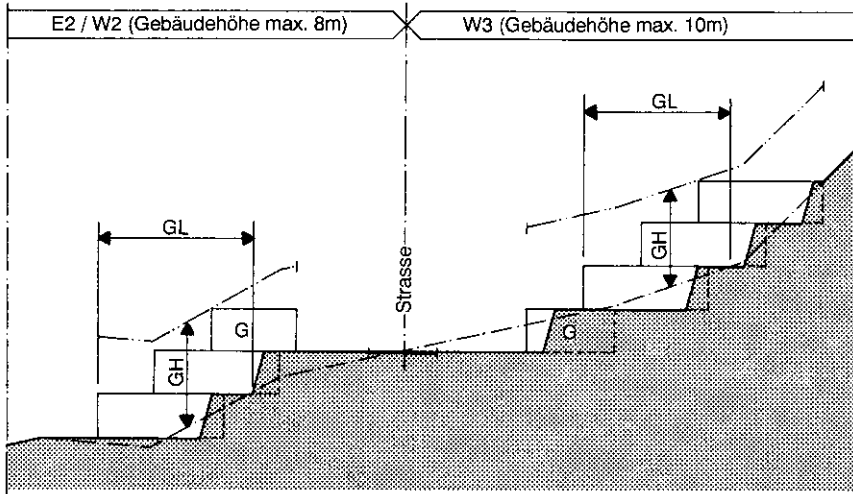 E2 / W2 (Gebäudehöhe max. 8m)
W3 (Gebäudehöhe max. 10m)
GL
GL
GH
Strasse
G
G
GH